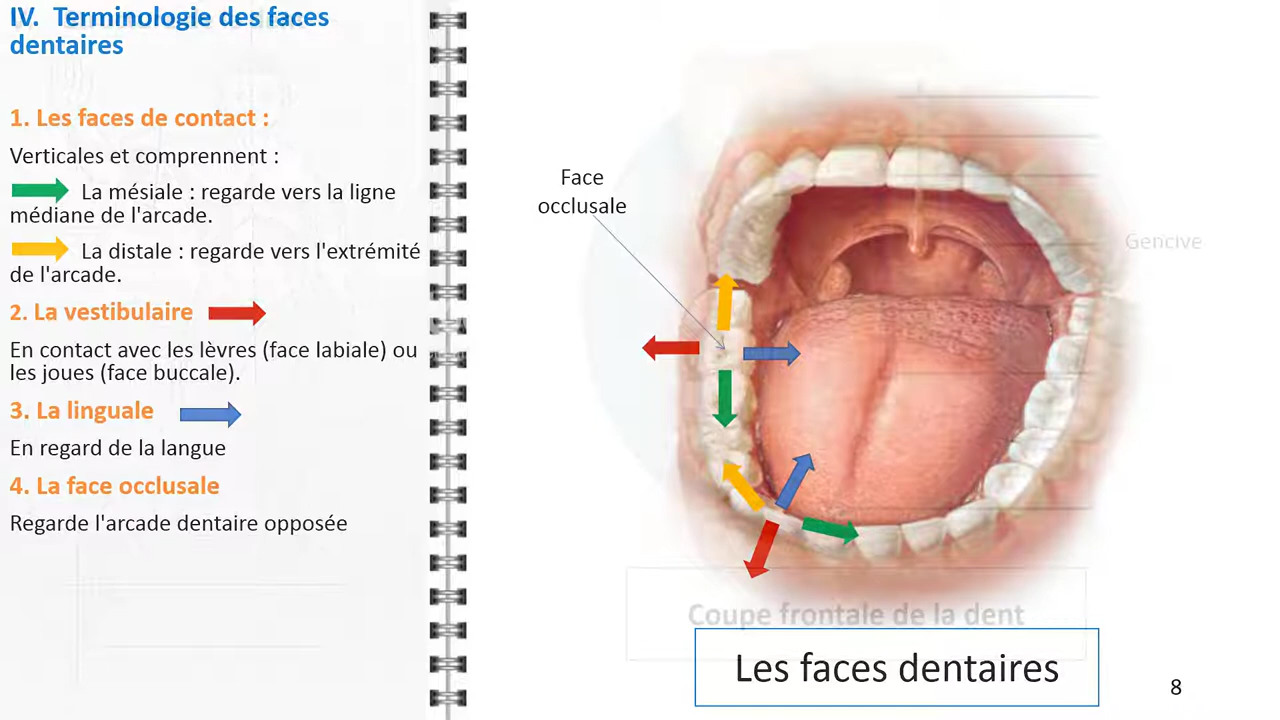 IV. Terminologie des faces
dentaires
1. Les faces de contact :
Verticales et comprennent :
La mésiale : regarde vers la ligne
médiane de l'arcade.
La distale : regarde vers l'extrémité
de l'arcade.
2. La vestibulaire
En contact avec les lèvres (face labiale) ou
les joues (face buccale).
3. La linguale
En regard de la langue
4. La face occlusale
Regarde l'arcade dentaire opposée
Face
occlusale
Gencive
Coupe frontale de la dent
Les faces dentaires
8